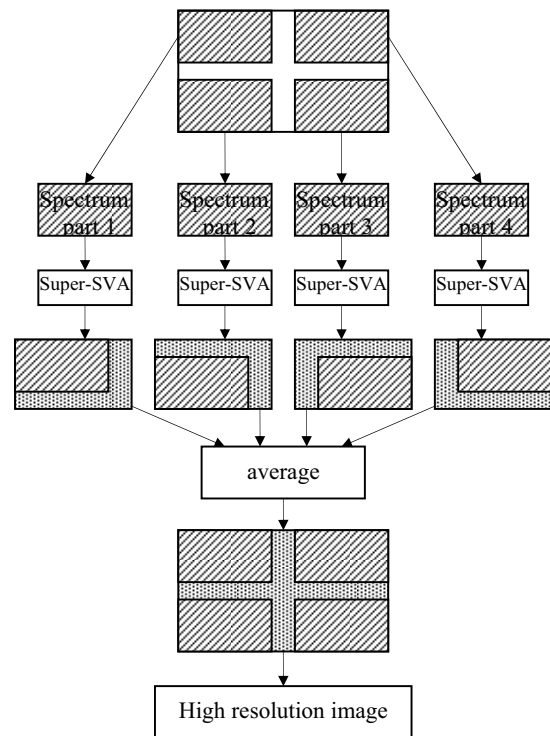 Spectrum part 1
Spectrum part 2
Spectrum part 3
Spectrum part 4
Super-SVA
Super-SVA
Super-SVA
Super-SVA
average
High resolution image